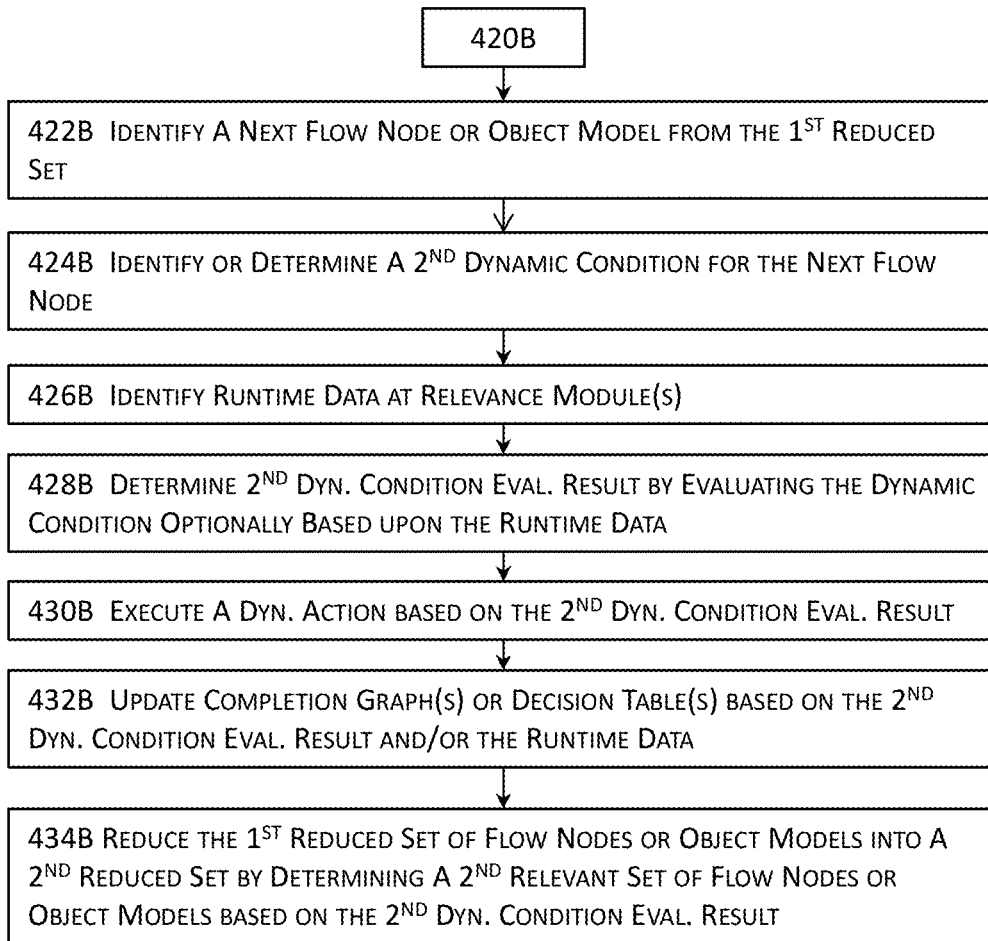 420B
422B IDENTIFY A NEXT FLOW NODE OR OBJECT MODEL FROM THE 1ST REDUCED
SET
424B IDENTIFY OR DETERMINE A 2ND DYNAMIC CONDITION FOR THE NEXT FLOW
NODE
426B IDENTIFY RUNTIME DATA AT RELEVANCE MODULE(S)
428B DETERMINE 2ND DYN. CONDITION EVAL. RESULT BY EVALUATING THE DYNAMIC
CONDITION OPTIONALLY BASED UPON THE RUNTIME DATA
430B EXECUTE A DYN. ACTION BASED ON THE 2ND DYN. CONDITION EVAL. RESULT
432B UPDATE COMPLETION GRAPH(S) OR DECISION TABLE(S) BASED ON THE 2ND
DYN. CONDITION EVAL. RESULT AND/OR THE RUNTIME DATA
434B REDUCE THE 1ST REDUCED SET OF FLOW NODES OR OBJECT MODELS INTO A
2ND REDUCED SET BY DETERMINING A 2ND RELEVANT SET OF FLOW NODES OR
OBJECT MODELS BASED ON THE 2ND DYN. CONDITION EVAL. RESULT